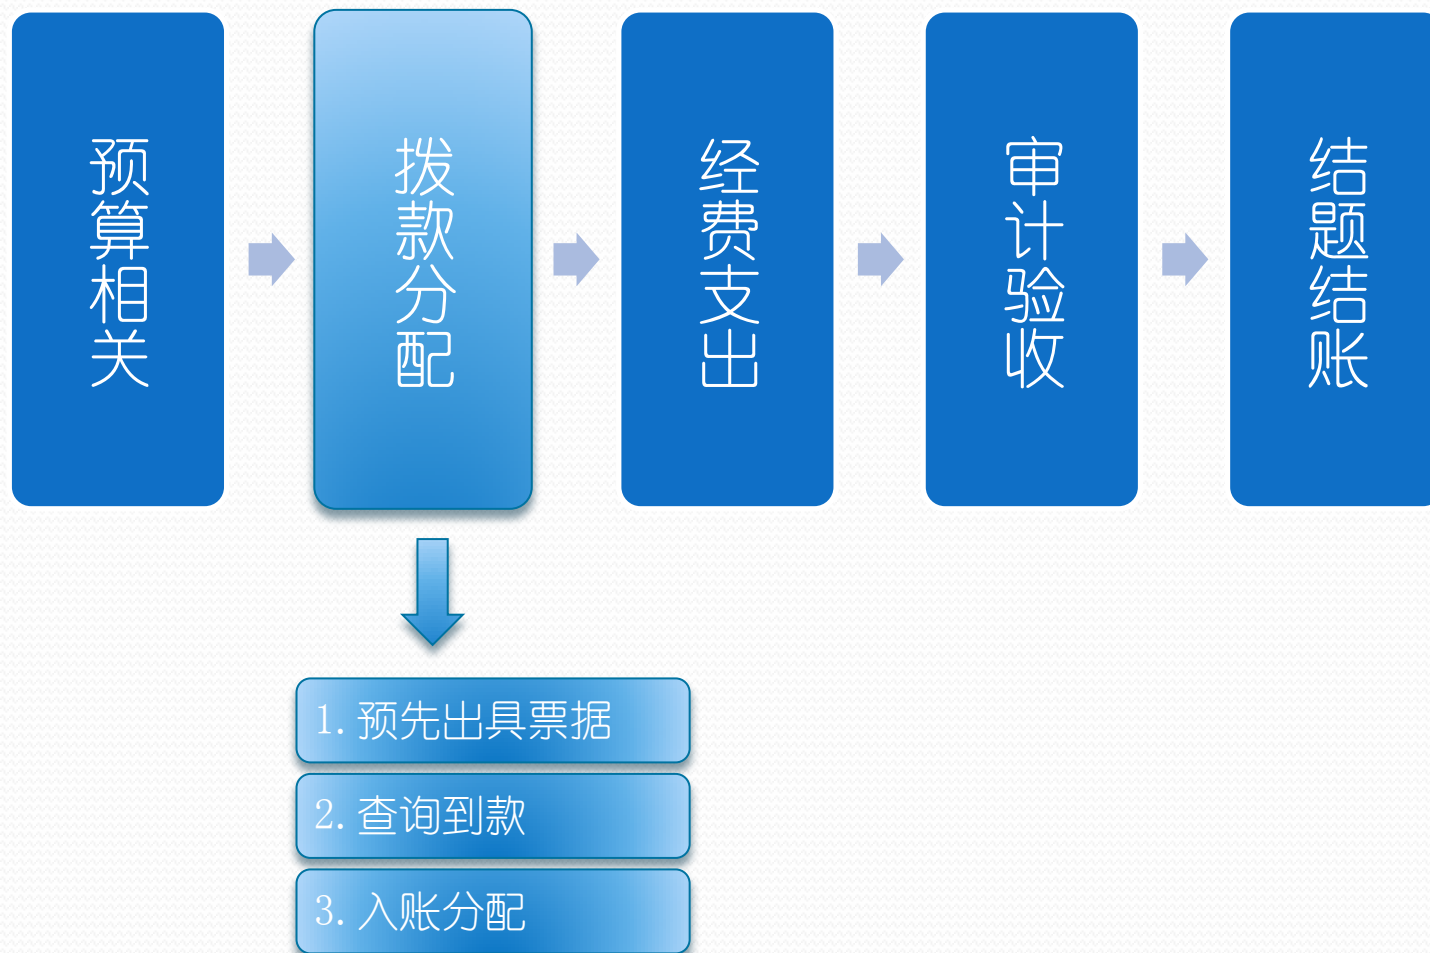 预算相关
拨款分配
经费支出
审计验收
结题结账
1.预先出具票据
2.查询到款
3.入账分配